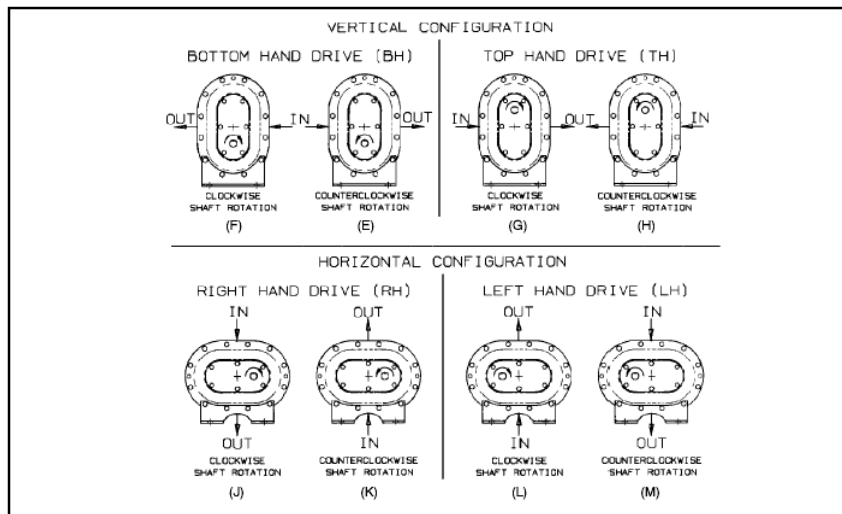 VERTICAL CONFIGURATION
BOTTOM HAND DRIVE (BH)
OUT
IN
OUT
CLOCKWISE
SHAFT ROTATION
(F)
COUNTERCLOCKWISE
SHAFT ROTATION
(E)
TOP HAND DRIVE (TH)
IN
OUT
IN
CLOCKWISE
SHAFT ROTATION
(G)
COUNTERCLOCKWISE
SHAFT ROTATION
(H)
HORIZONTAL CONFIGURATION
RIGHT HAND DRIVE (RH)
IN
OUT
OUT
IN
CLOCKWISE
SHAFT ROTATION
(J)
COUNTERCLOCKWISE
SHAFT ROTATION
(K)
LEFT HAND DRIVE (LH)
OUT
IN
IN
OUT
CLOCKWISE
SHAFT ROTATION
(L)
COUNTERCLOCKWISE
SHAFT ROTATION
(M)